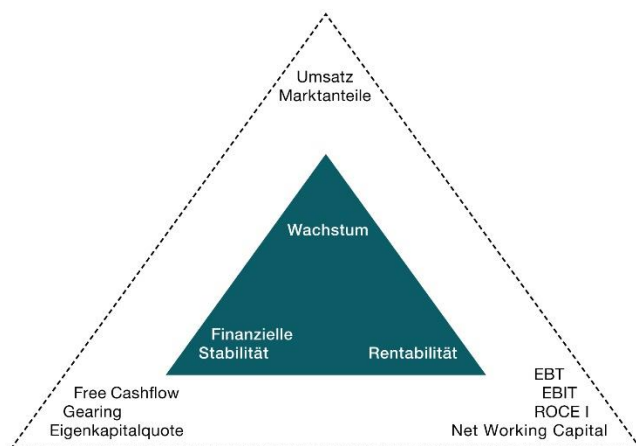 Umsatz
Marktanteile
Wachstum
Finanzielle
Stabilität
Rentabilität
Free Cashflow
Gearing
Eigenkapitalquote
EBT
EBIT
ROCE I
Net Working Capital